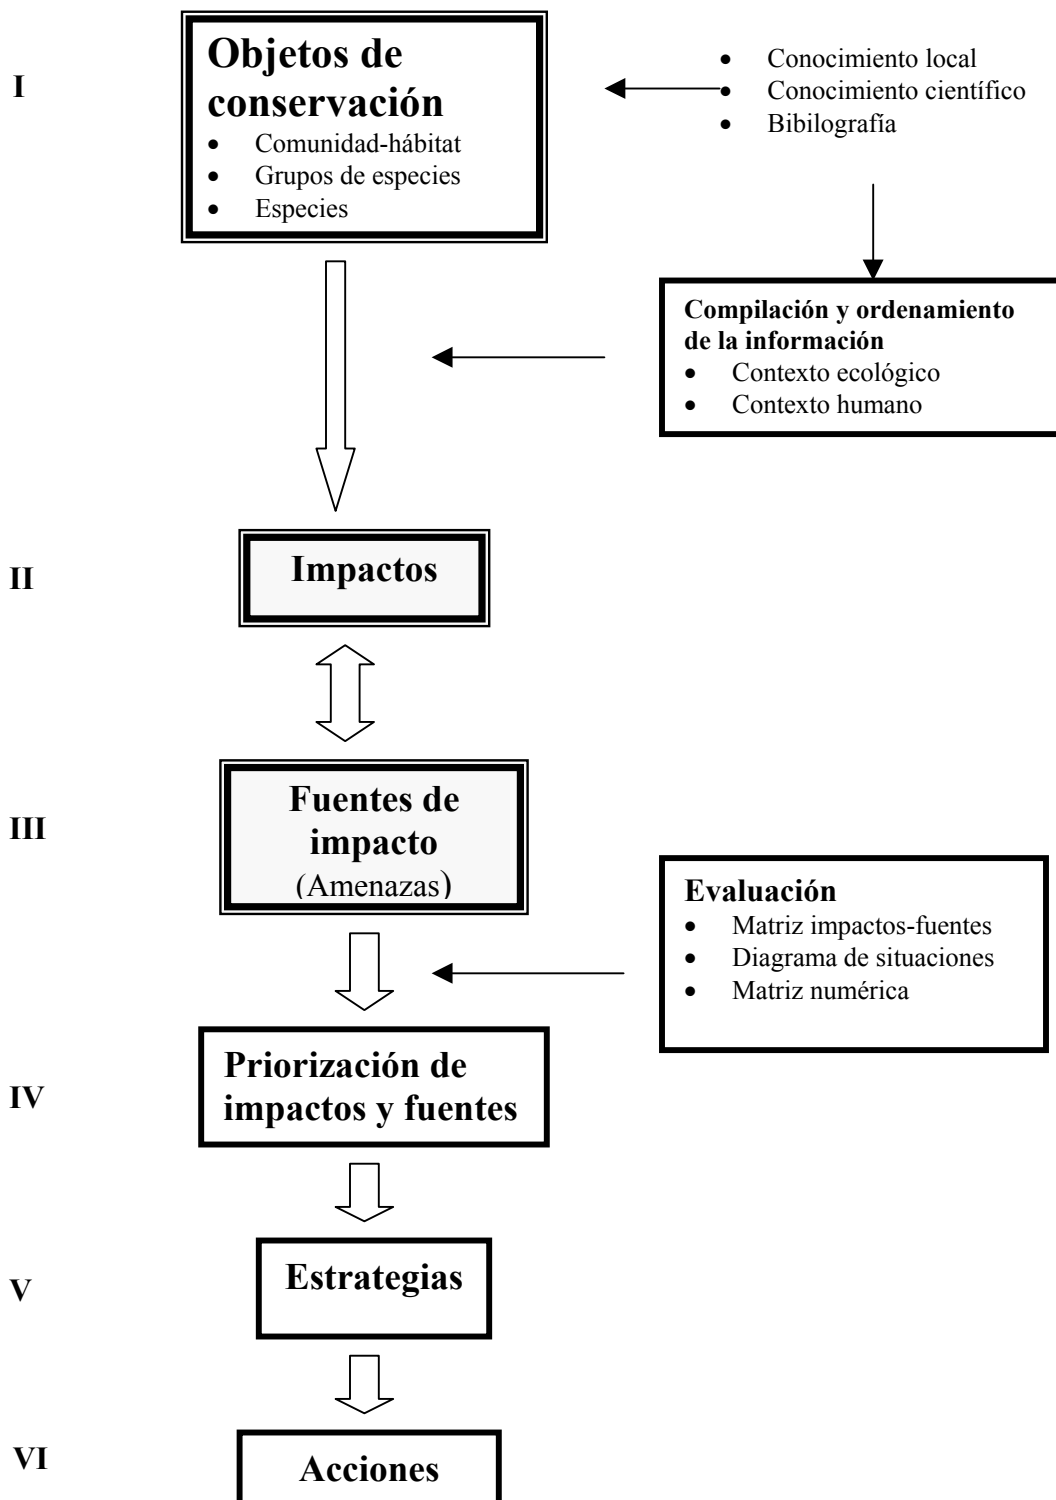 I
Objetos de
conservación
• Comunidad-hábitat
• Grupos de especies
• Especies
• Conocimiento local
• Conocimiento científico
• Bibilografía
Compilación y ordenamiento
de la información
• Contexto ecológico
• Contexto humano
II
Impactos
III
Fuentes de
impacto
(Amenazas)
Evaluación
• Matriz impactos-fuentes
• Diagrama de situaciones
• Matriz numérica
IV
Priorización de
impactos y fuentes
V
Estrategias
VI
Acciones